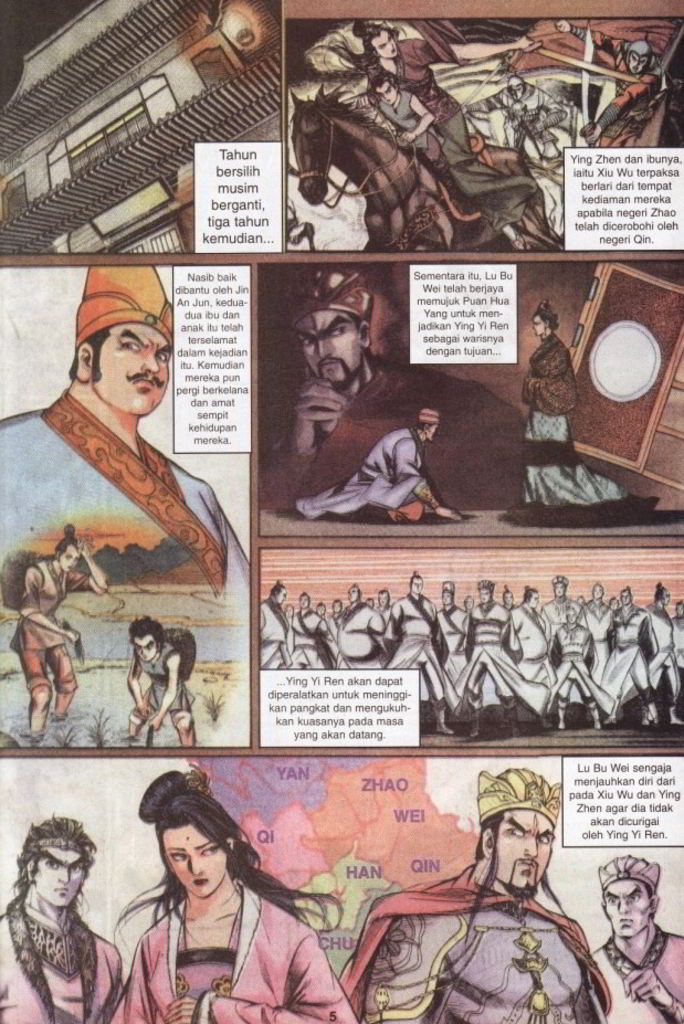 Tahun
bersilih
musim
berganti,
tiga tahun
kemudian...
Ying Zhen dan ibunya,
iaitu Xiu Wu terpaksa
berlari dari tempat
kediaman mereka
apabila negeri Zhao
telah dicerobohi oleh
negeri Qin.
Nasib baik
dibantu oleh Jin
An Jun, kedua-
dua ibu dan
anak itu telah
terselamat
dalam kejadian
itu. Kemudian
mereka pun
pergi berkelana
dan amat
sempit
kehidupan
mereka.
Sementara itu, Lu Bu
Wei telah berjaya
memujuk Puan Hua
Yang untuk men-
jadikan Ying Yi Ren
sebagai warisnya
dengan tujuan...
...Ying Yi Ren akan dapat
diperalatkan untuk meninggi-
kan pangkat dan mengukuh-
kan kuasanya pada masa
yang akan datang.
Lu Bu Wei sengaja
menjauhkan diri dari-
pada Xiu Wu dan Ying
Zhen agar dia tidak
akan dicurigai
oleh Ying Yi Ren.
YAN
ZHAO
WEI
QI
HAN
QIN
CHU
5